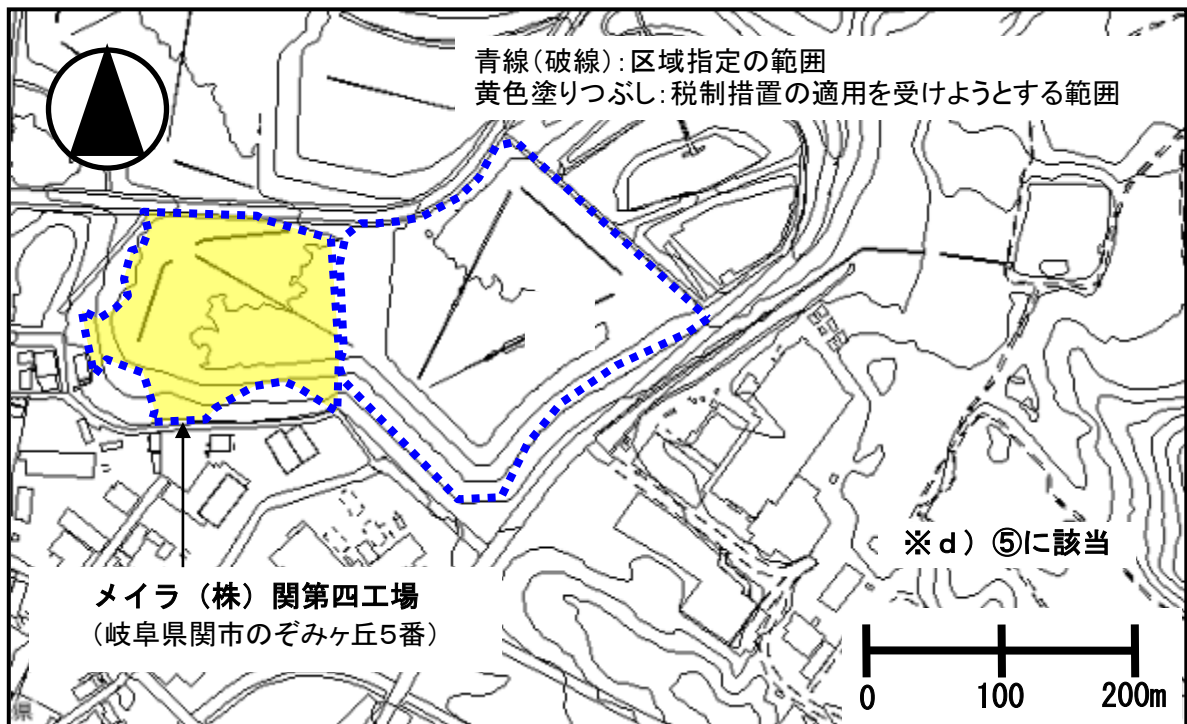 青線(破線):区域指定の範囲
黄色塗りつぶし:税制措置の適用を受けようとする範囲
※d)⑤に該当
メイラ(株)関第四工場
(岐阜県関市のぞみヶ丘5番)
0 100 200m
県